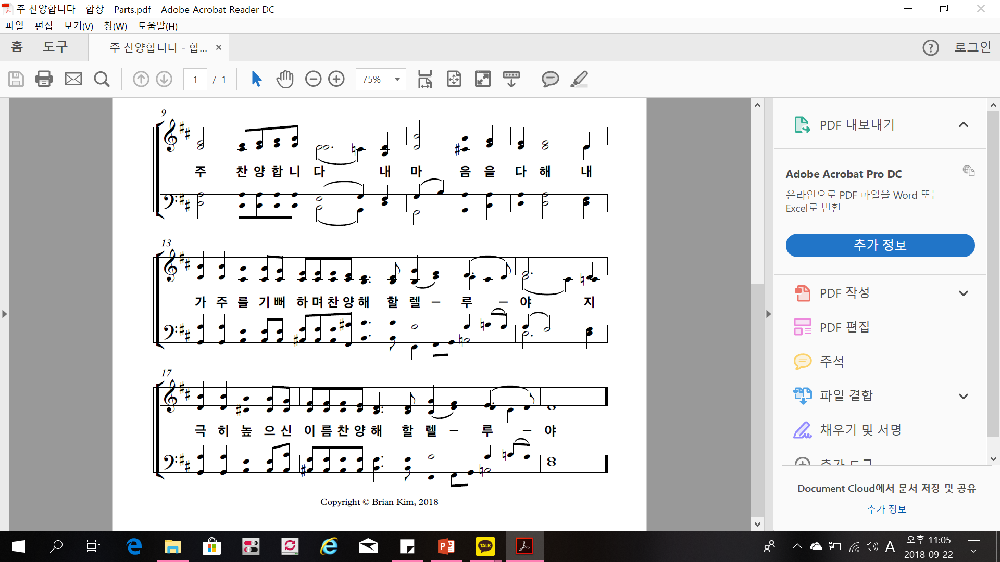 주 찬양합니다 - 합창 - Parts.pdf - Adobe Acrobat Reader DC
파일 편집 보기(V) 창(W) 도움말(H)
홈 도구 주 찬양합니다 - 합... × ? 로그인
1 / 1 75%
9
주 찬 양 합 니 다 내 마 음 을 다 해 내
13
가 주 를 기 뻐 하 며 찬 양 해 할 렐 – 루 – 야 지
17
극 히 높 으 신 이 름 찬 양 해 할 렐 – 루 – 야
Copyright © Brian Kim, 2018
PDF 내보내기
Adobe Acrobat Pro DC
온라인으로 PDF 파일을 Word 또는
Excel로 변환
추가 정보
PDF 작성
PDF 편집
주석
파일 결합
채우기 및 서명
추가 도구
Document Cloud에서 문서 저장 및 공유
추가 정보
TALK
A
오후 11:05
2018-09-22